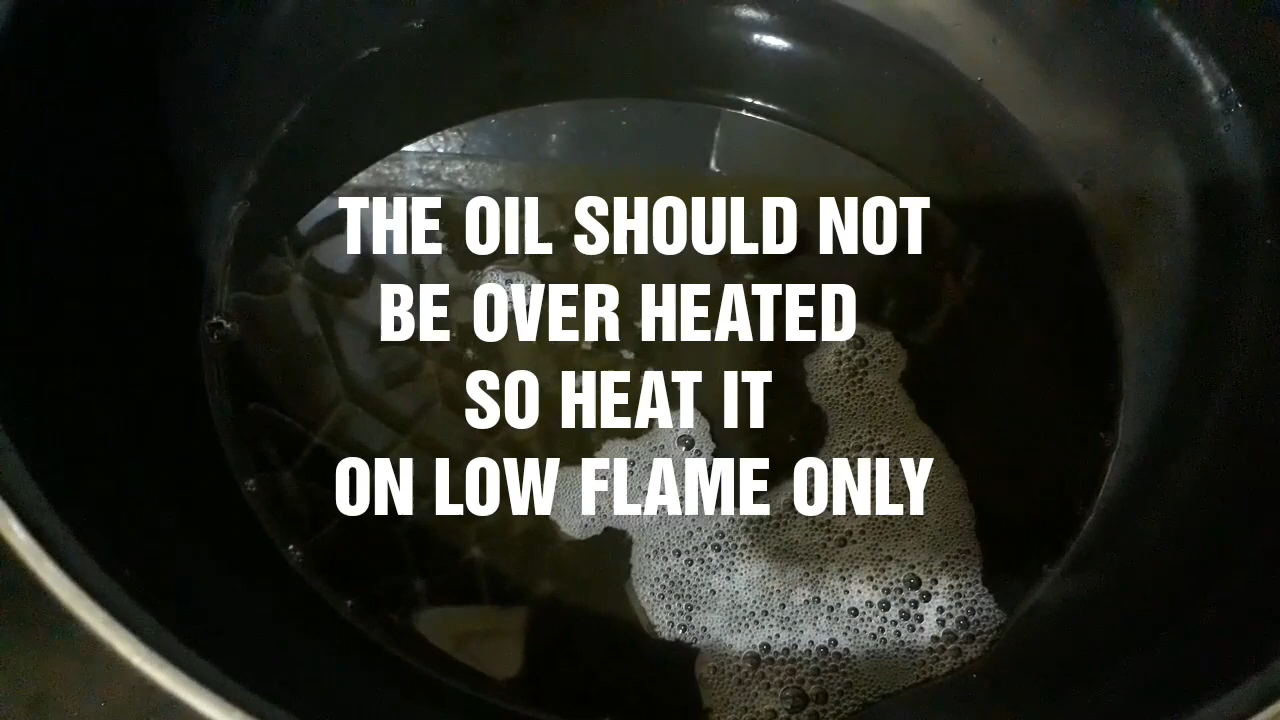 THE OIL SHOULD NOT
BE OVER HEATED
SO HEAT IT
ON LOW FLAME ONLY